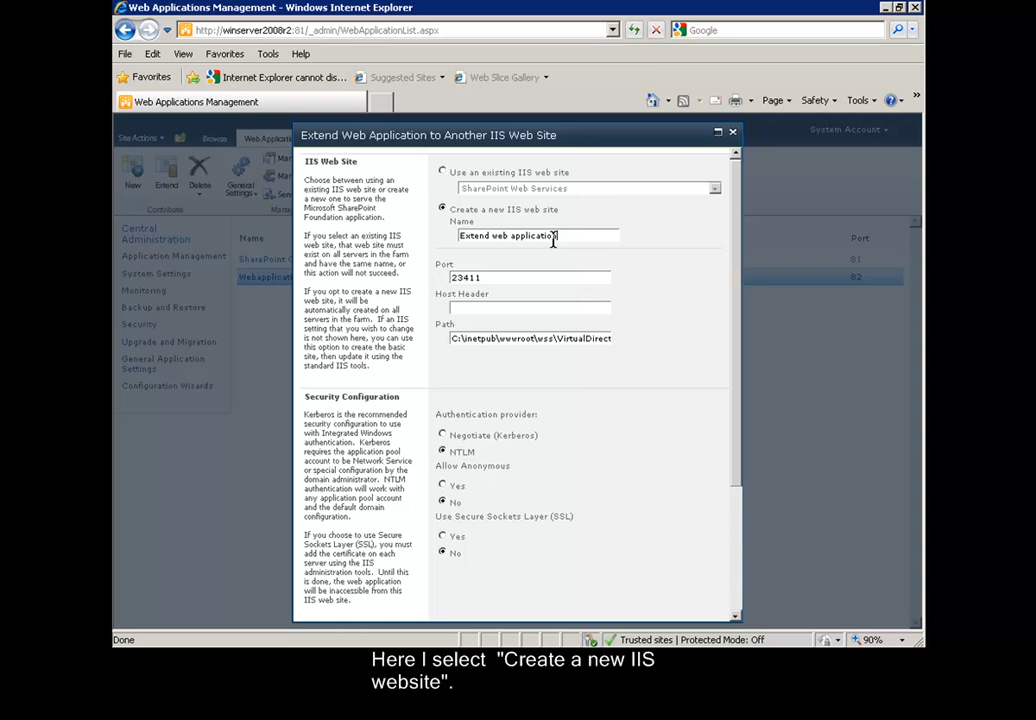 Web Applications Management - Windows Internet Explorer
http://winserver2008r2:81/_admin/WebApplicationList.aspx
Google
File Edit View Favorites Tools Help
Favorites
Internet Explorer cannot dis...
Suggested Sites
Web Slice Gallery
Web Applications Management
Page Safety Tools
Site Actions
Browse
System Account
New
Extend
Delete
General Settings
Contribute
Extend Web Application to Another IIS Web Site
Central
Administration
Application Management
System Settings
Monitoring
Backup and Restore
Security
Upgrade and Migration
General Application
Settings
Configuration Wizards
Name
Port
SharePoint
81
82
IIS Web Site
Choose between using an
existing IIS web site or create
a new one to serve the
Microsoft SharePoint
Foundation application.
If you select an existing IIS
web site, that web site must
exist on all servers in the farm
and have the same name, or
this action will not succeed.
If you opt to create a new IIS
web site, it will be
automatically created on all
servers in the farm. If an IIS
setting that you wish to change
is not shown here, you can use
this option to create the basic
site, then update it using the
standard IIS tools.
Use an existing IIS web site
SharePoint Web Services
Create a new IIS web site
Name
Extend web application
Port
23411
Host Header
Path
C:\inetpub\wwwroot\wss\VirtualDirect
Security Configuration
Kerberos is the recommended
security configuration to use
with Integrated Windows
authentication. Kerberos
requires the application pool
account to be Network Service
or special configuration by the
domain administrator. NTLM
authentication will work with
any application pool account
and the default domain
configuration.
If you choose to use Secure
Sockets Layer (SSL), you must
add the certificate on each
server using the IIS
administration tools. Until this
is done, the web application
will be inaccessible from this
IIS web site.
Authentication provider:
Negotiate (Kerberos)
NTLM
Allow Anonymous
Yes
No
Use Secure Sockets Layer (SSL)
Yes
No
Done
Trusted sites | Protected Mode: Off
90%
Here I select "Create a new IIS
website".